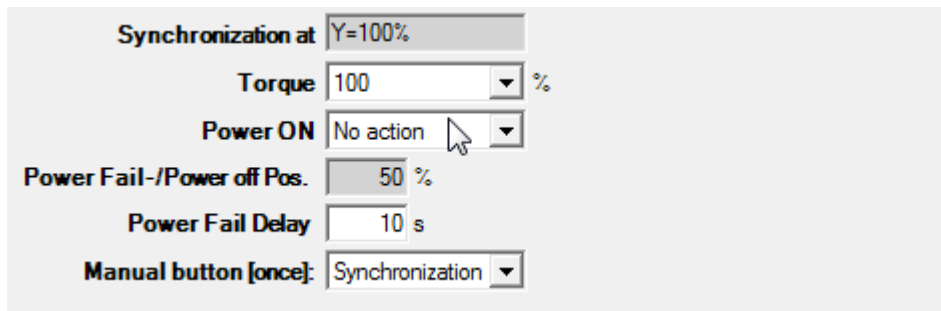 Synchronization at Y=100%
Torque 100 %
Power ON No action
Power Fail-/Power off Pos. 50 %
Power Fail Delay 10 s
Manual button [once]: Synchronization